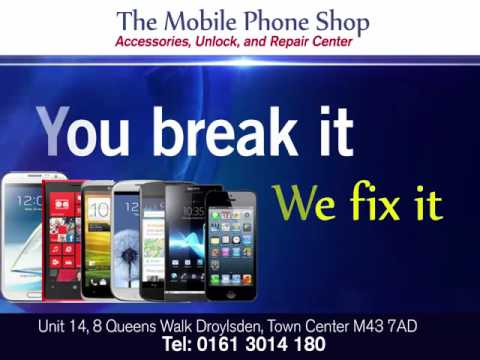 The Mobile Phone Shop
Accessories, Unlock, and Repair Center
You break it
We fix it
Unit 14, 8 Queens Walk Droylsden, Town Center M43 7AD
Tel: 0161 3014 180